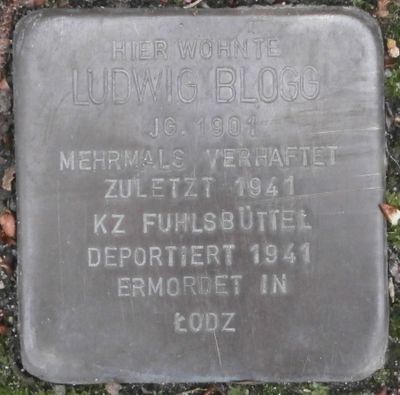 HIER WOHNTE
LUDWIG BLOGG
JG. 1901
MEHRMALS VERHAFTET
ZULETZT 1941
KZ FUHLSBÜTTEL
DEPORTIERT 1941
ERMORDET IN
ŁODZ